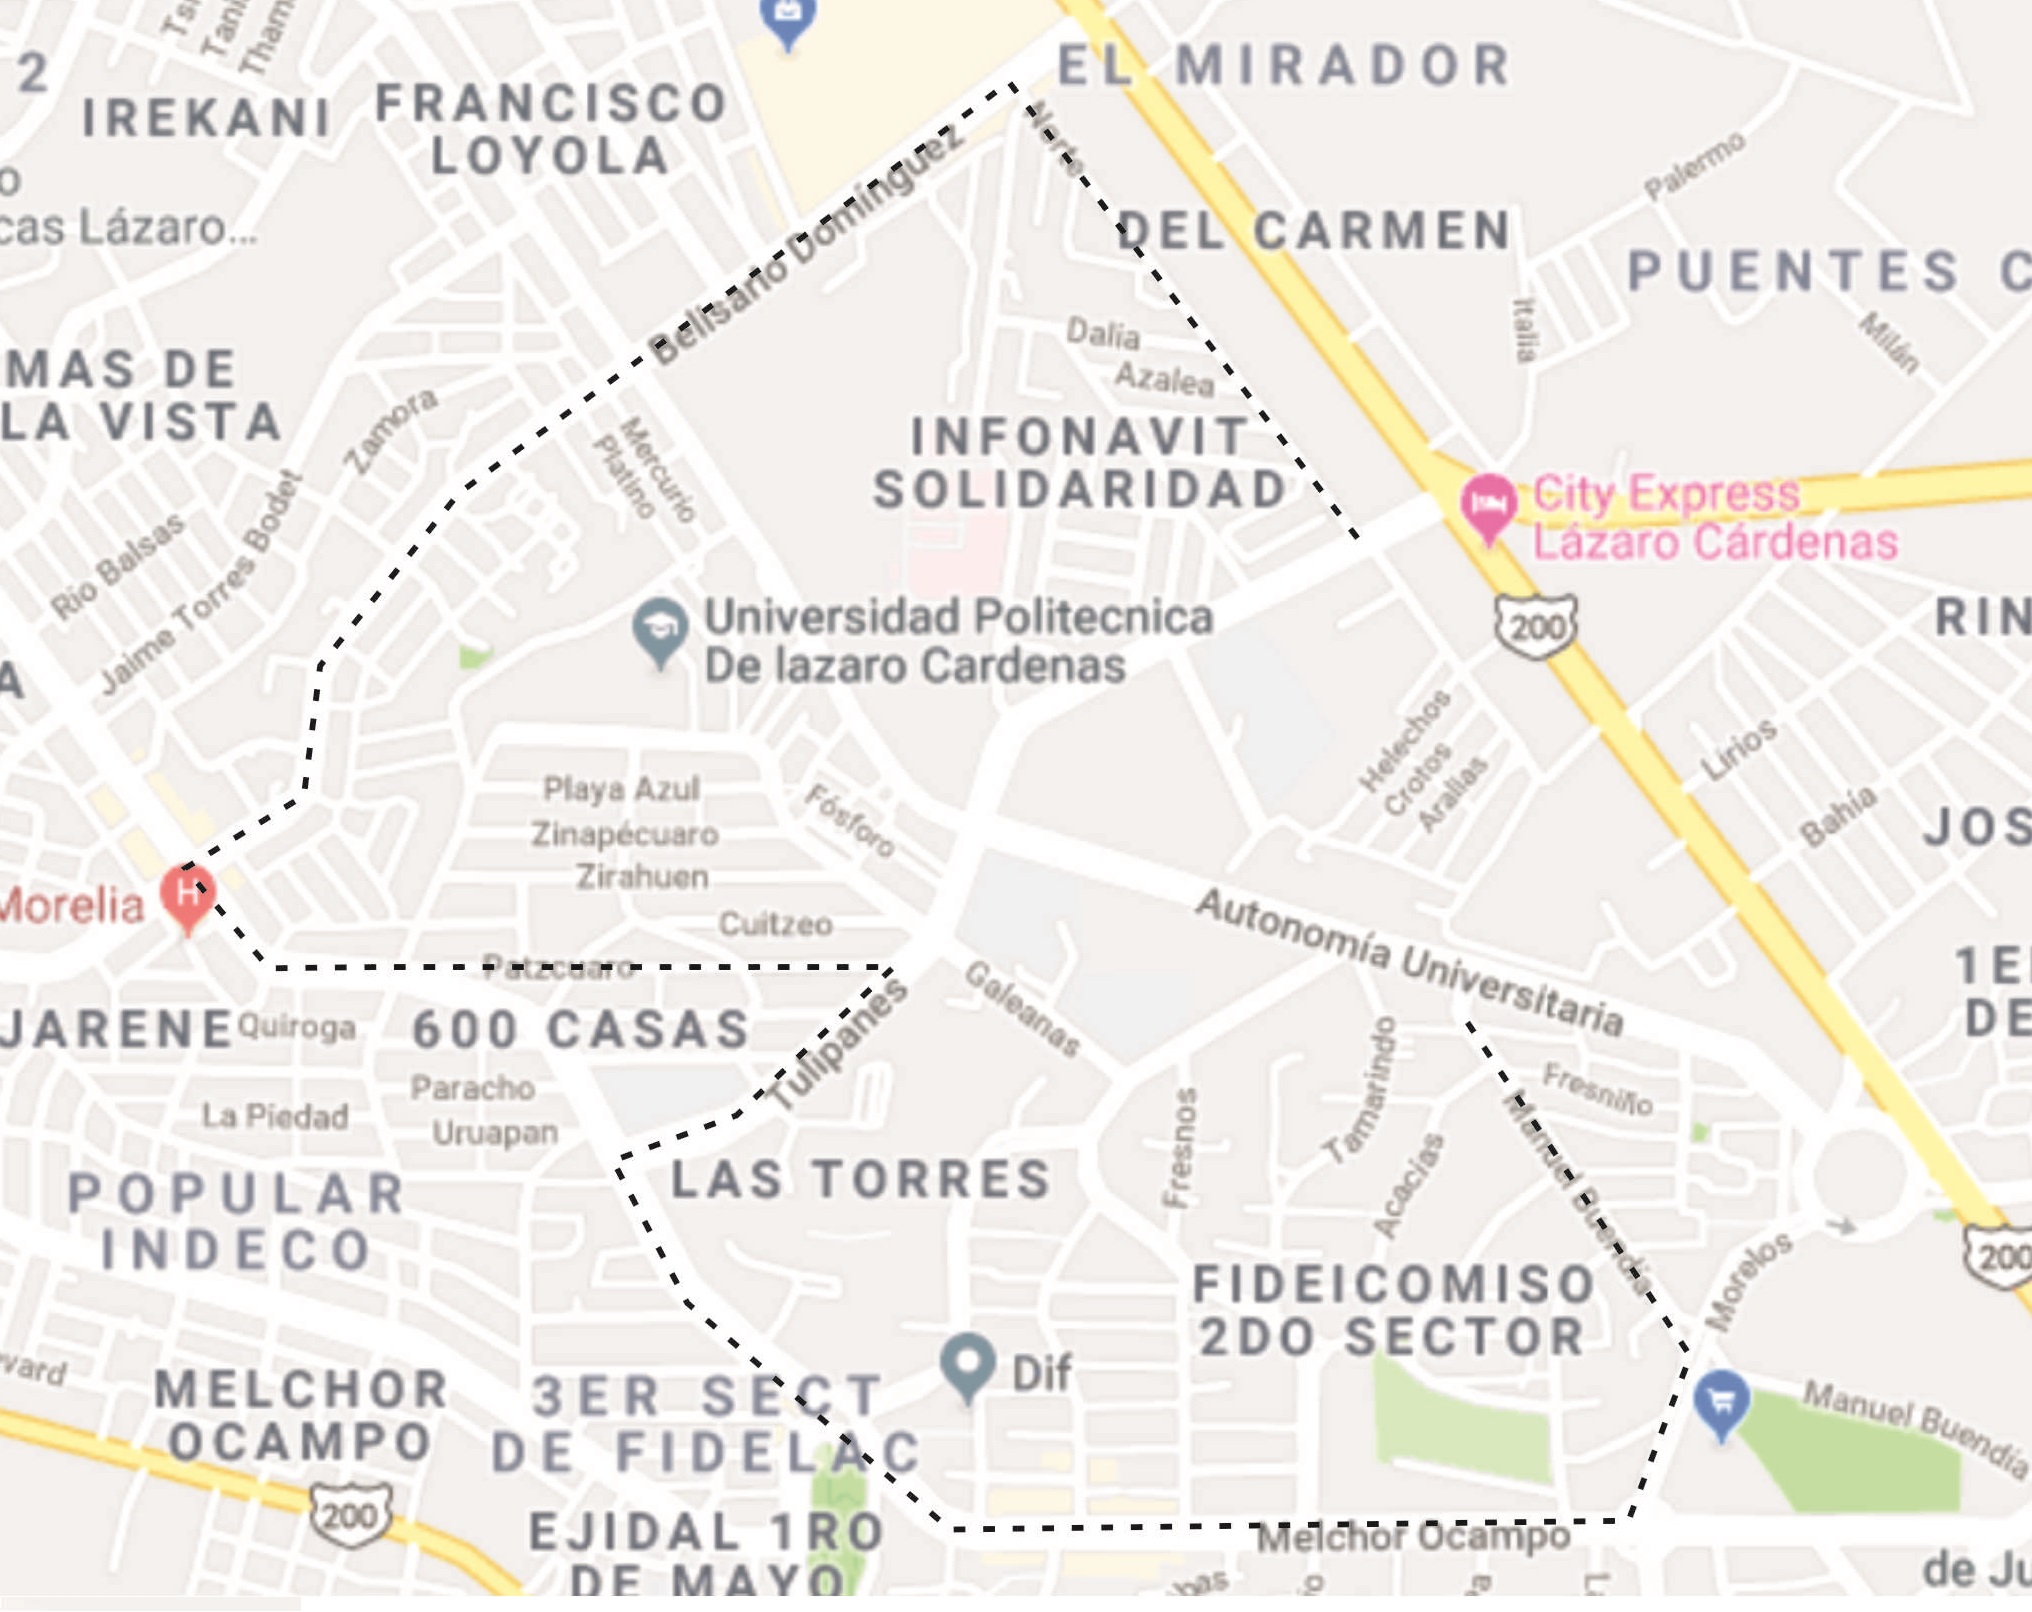 EL MIRADOR
2
IREKANI
FRANCISCO
LOYOLA
Norte
Palermo
Belisario Domínguez
cas Lázaro...
DEL CARMEN
PUENTES C
Italia
Milán
Dalia
Azalea
MAS DE
LA VISTA
Zamora
Mercurio
Platino
INFONAVIT
SOLIDARIDAD
City Express
Lázaro Cárdenas
Rio Balsas
Jaime Torres Bodet
Universidad Politecnica
De lazaro Cardenas
200
RIN
A
Helechos
Crotos
Aralias
Lirios
Bahía
Playa Azul
Zinapécuaro
Zirahuen
Fósforo
JOS
H
Morelia
Cuitzeo
Autonomía Universitaria
Patzcuaro
Galeanas
1E
DE
JARENE
Quiroga
600 CASAS
Tulipanes
Paracho
La Piedad
Uruapan
Fresnos
Tamarindo
Acacias
Manuel Buendía
Fresniño
POPULAR
INDECO
LAS TORRES
Morelos
200
FIDEICOMISO
2DO SECTOR
Dif
vard
MELCHOR
OCAMPO
3ER SECT
DE FIDELAC
Manuel Buendía
200
EJIDAL 1RO
DE MAYO
Melchor Ocampo
de Ju
bas